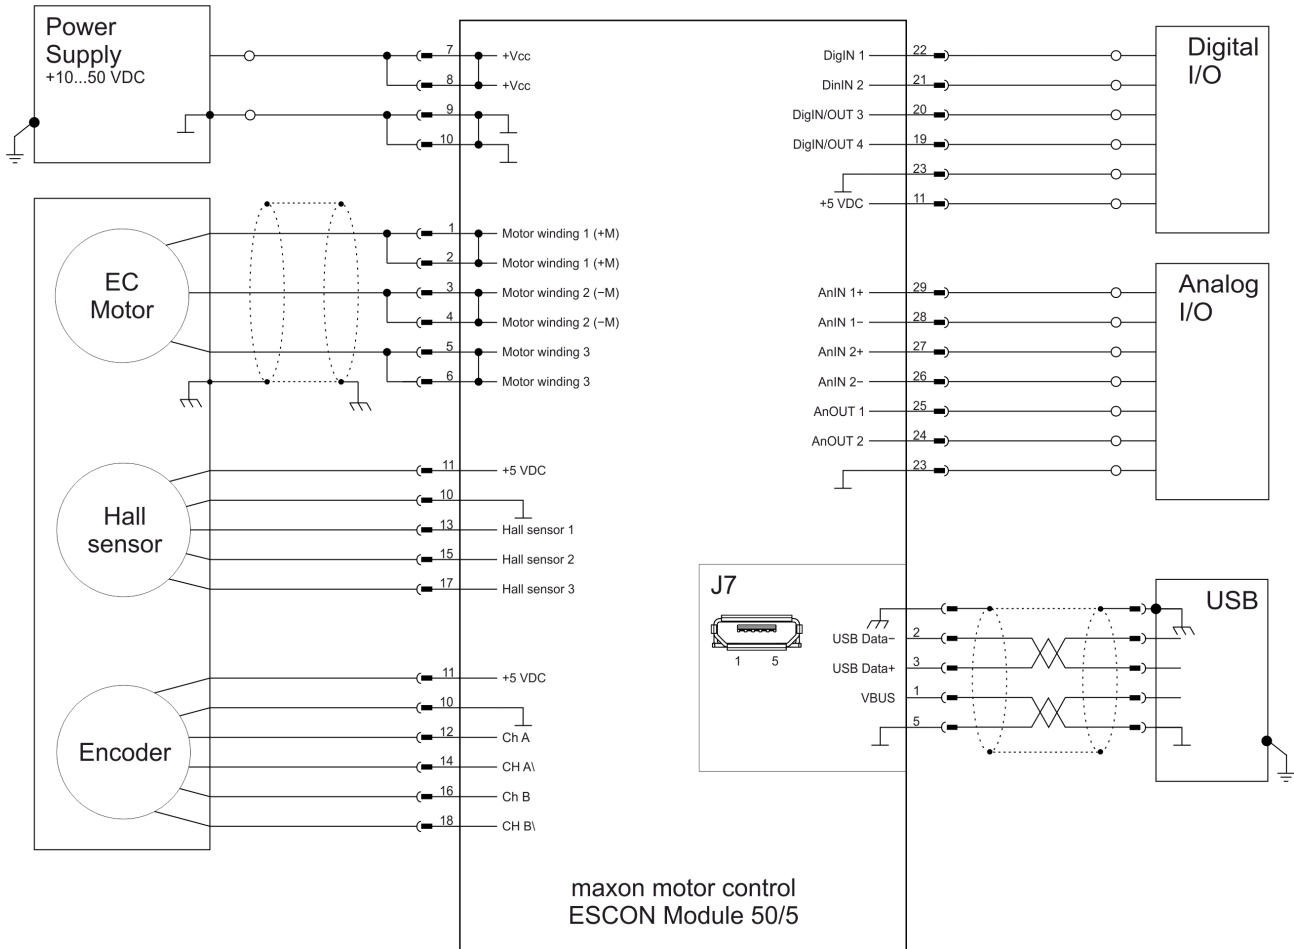 Power
Supply
+10...50 VDC
7 +Vcc
8 +Vcc
9
10
EC
Motor
1 Motor winding 1 (+M)
2 Motor winding 1 (+M)
3 Motor winding 2 (−M)
4 Motor winding 2 (−M)
5 Motor winding 3
6 Motor winding 3
Hall
sensor
11 +5 VDC
10
13 Hall sensor 1
15 Hall sensor 2
17 Hall sensor 3
Encoder
11 +5 VDC
10
12 Ch A
14 CH A\
16 Ch B
18 CH B\
DigIN 1 22
DinIN 2 21
DigIN/OUT 3 20
DigIN/OUT 4 19
23
+5 VDC 11
Digital
I/O
AnIN 1+ 29
AnIN 1− 28
AnIN 2+ 27
AnIN 2− 26
AnOUT 1 25
AnOUT 2 24
23
Analog
I/O
J7
1 5
USB Data− 2
USB Data+ 3
VBUS 1
5
USB
maxon motor control
ESCON Module 50/5